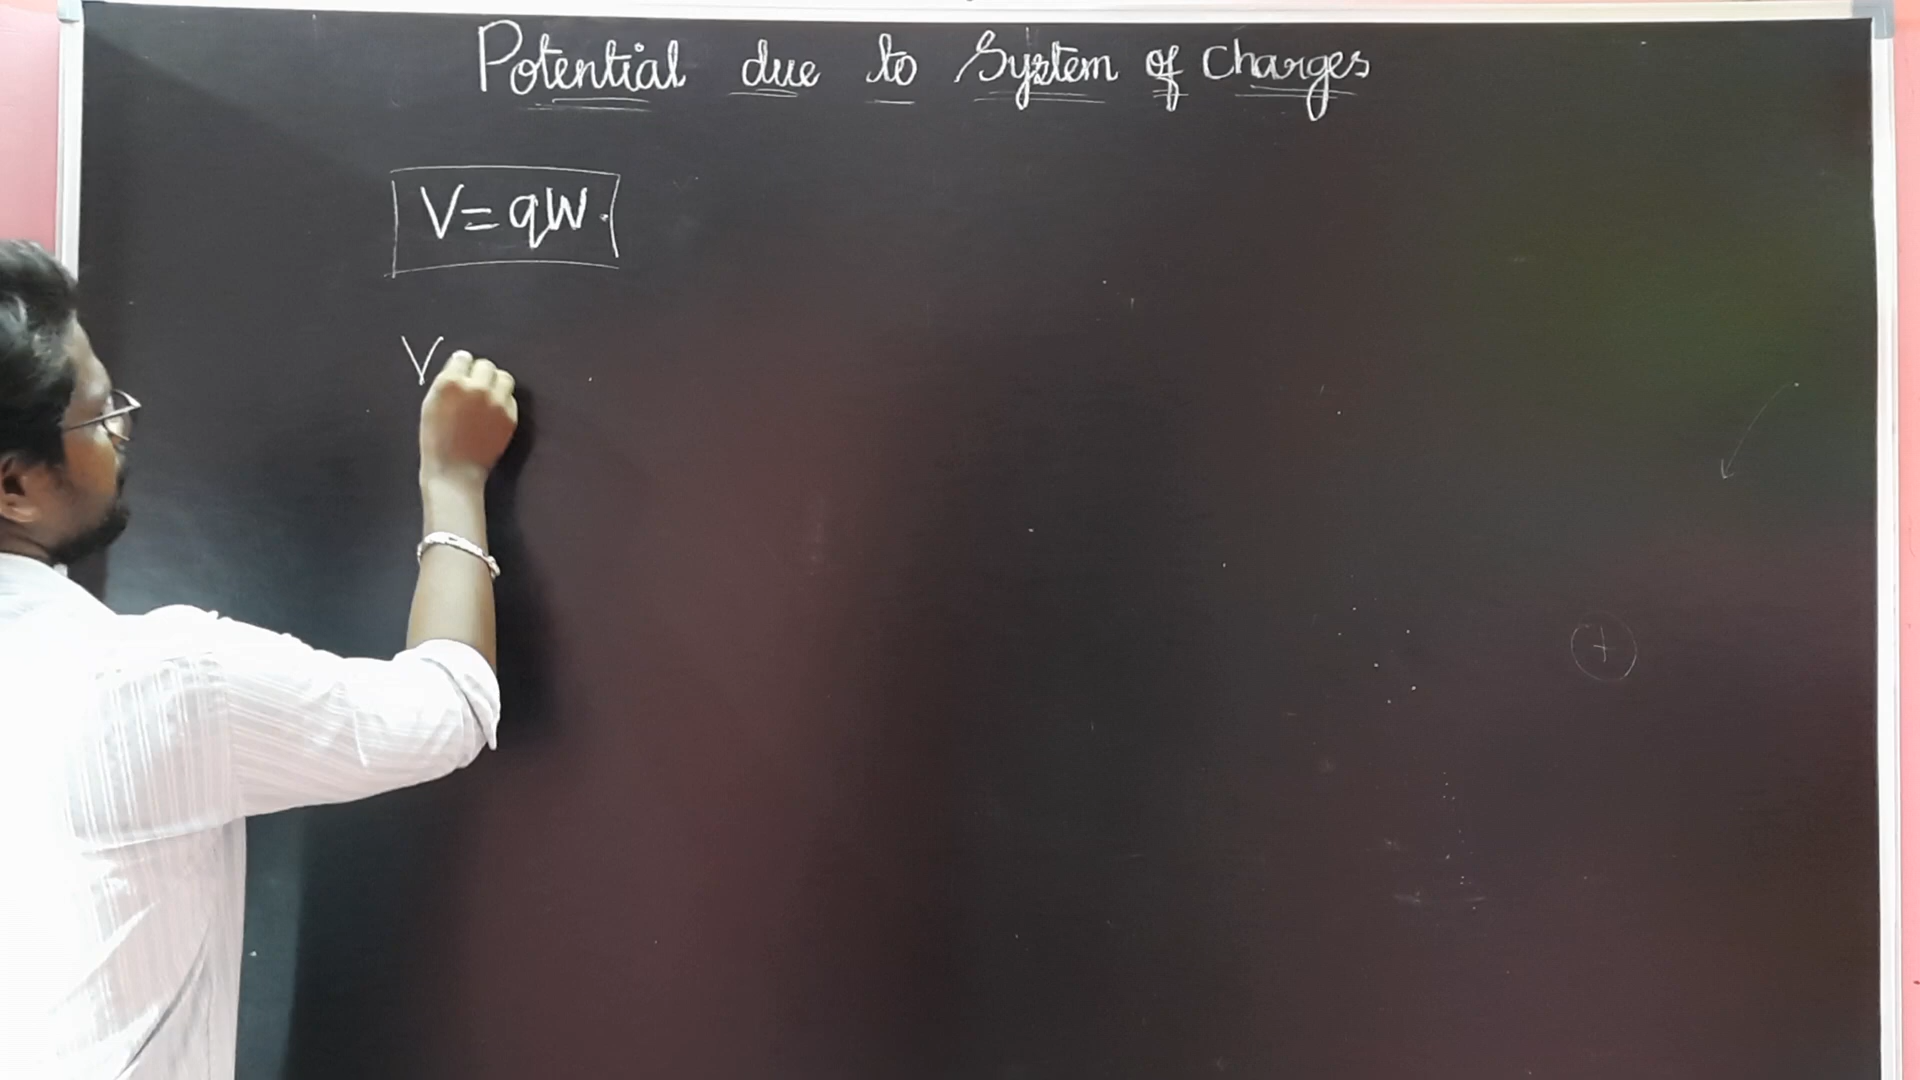 Potential due to System of Charges
V = qW.
V
+